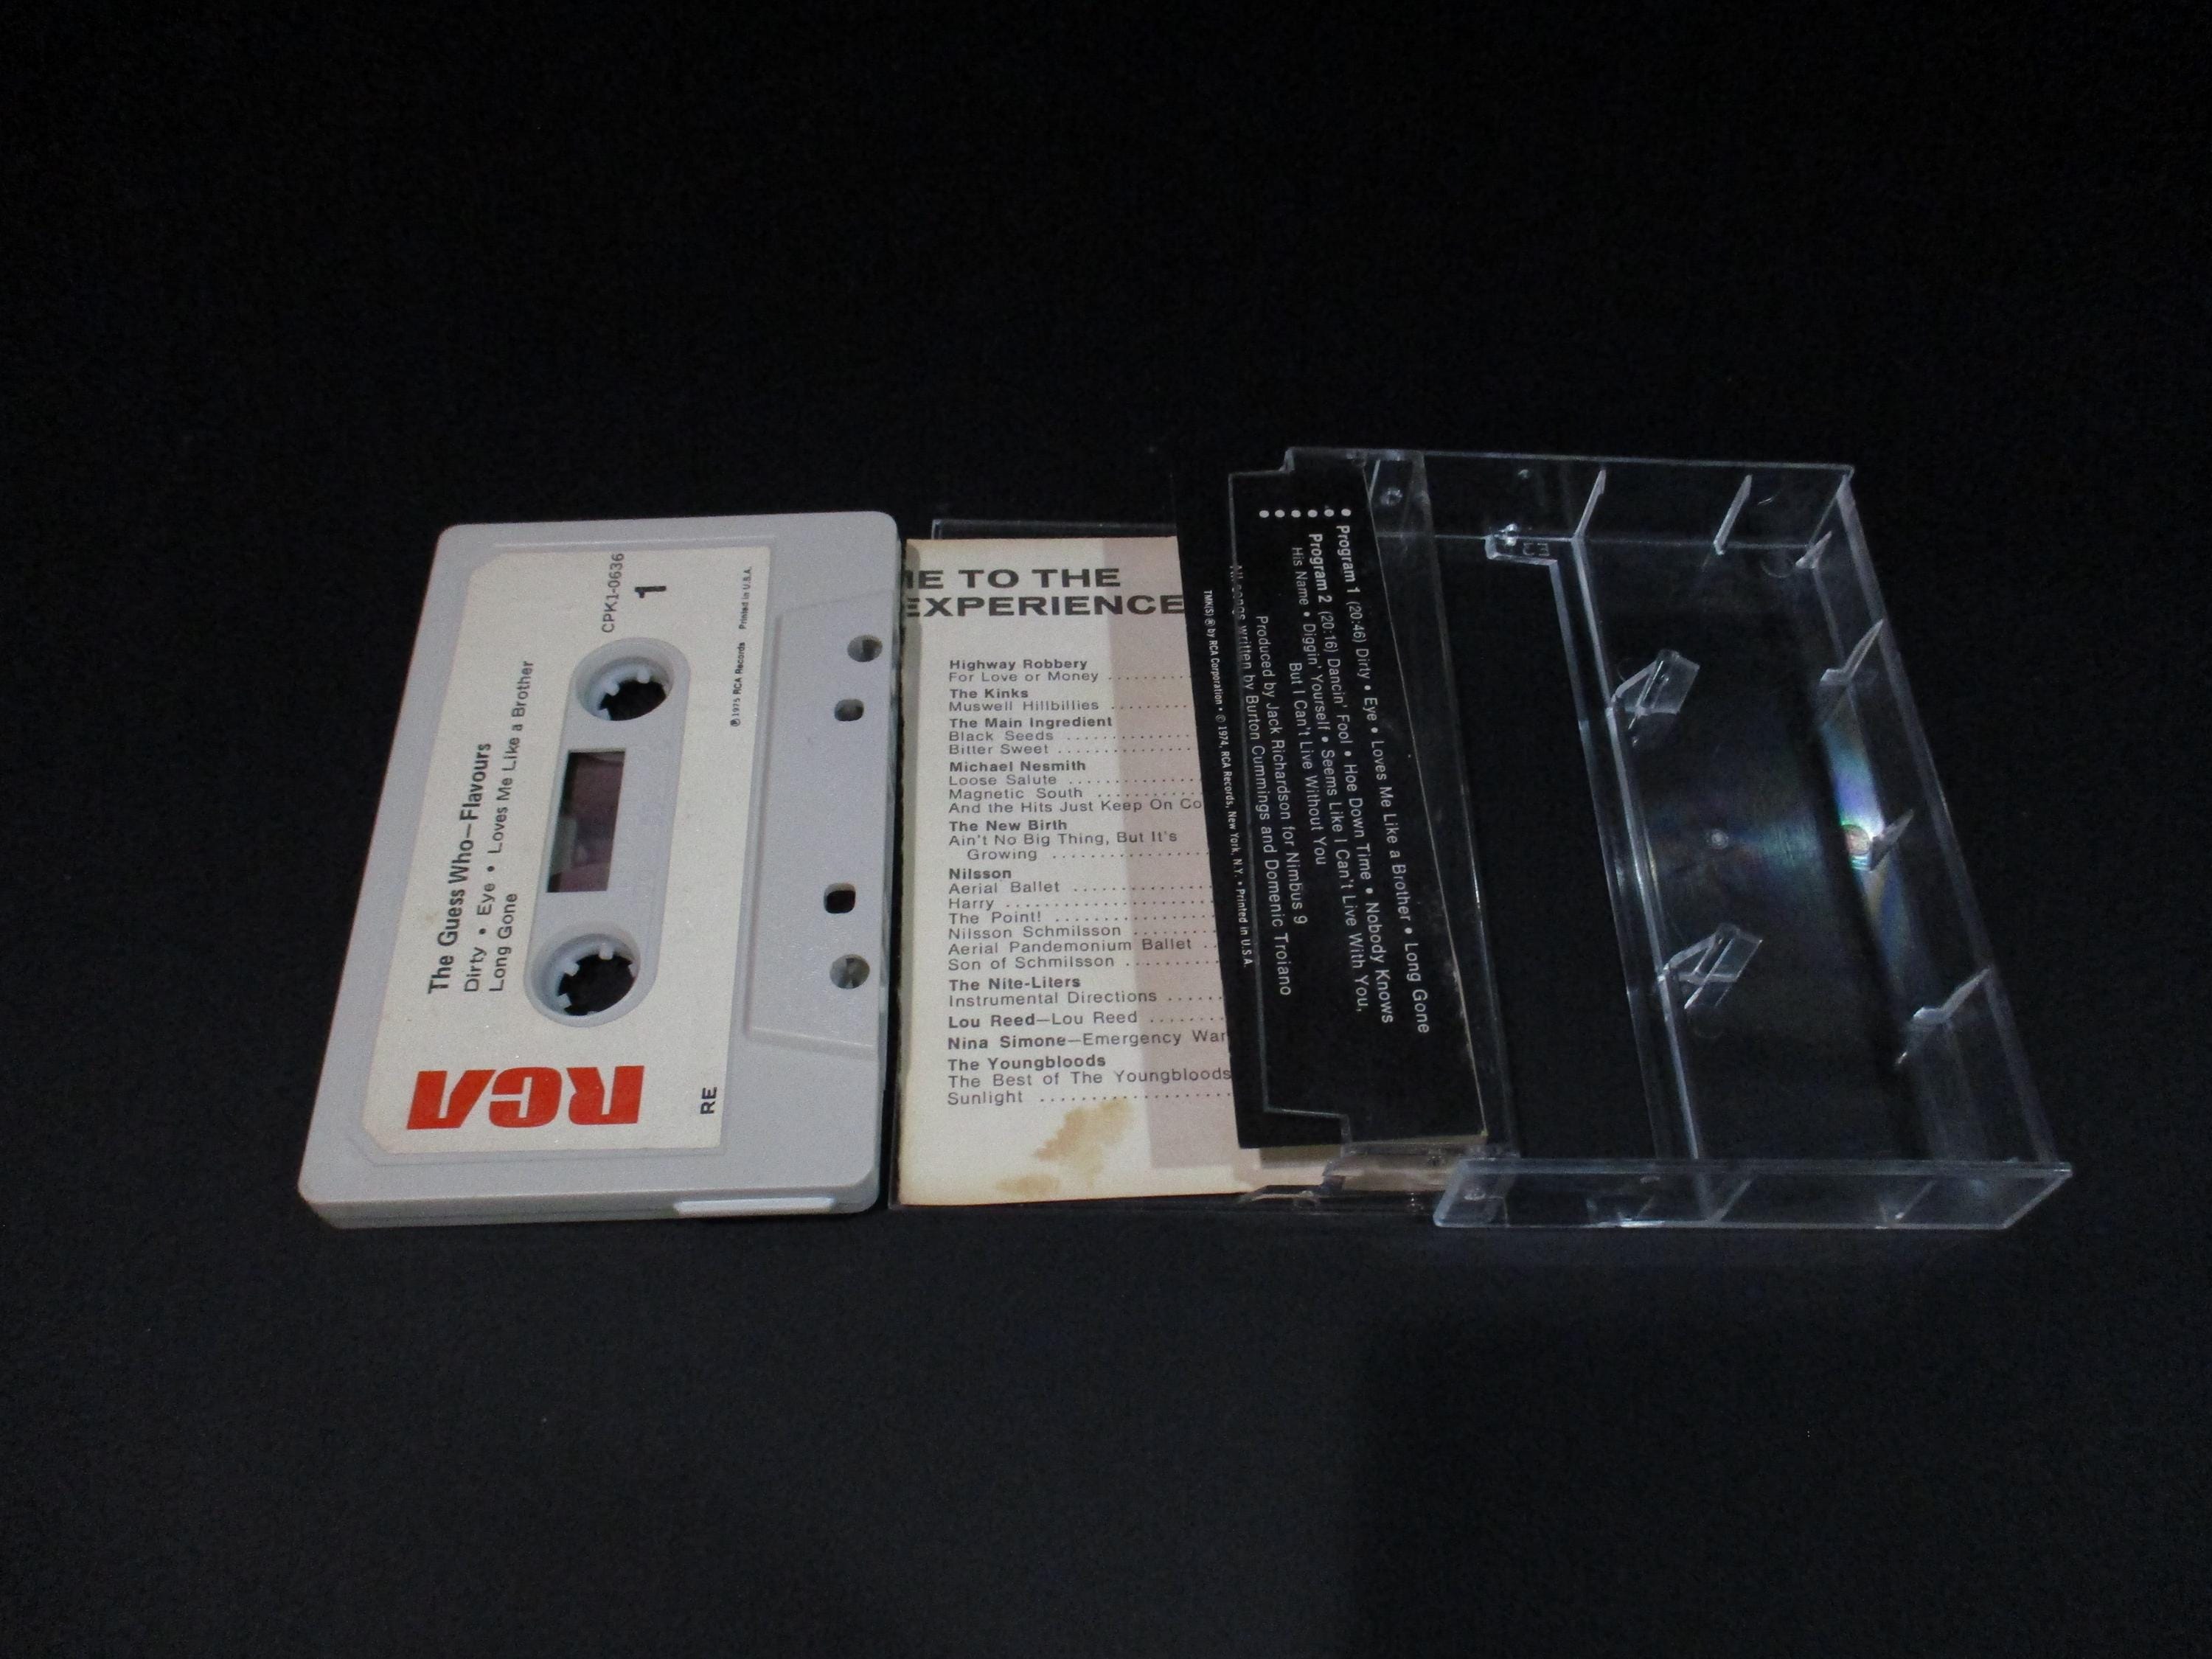 The Guess Who—Flavours
Dirty • Eye • Loves Me Like a Brother
Long Gone
CPK1-0636
1
℗ 1975 RCA Records Printed in U.S.A.
RCA
RE
TO THE
EXPERIENCE
Highway Robbery
For Love or Money ..........
The Kinks
Muswell Hillbillies ..........
The Main Ingredient
Black Seeds ..........
Bitter Sweet ..........
Michael Nesmith
Loose Salute ..........
Magnetic South ..........
And the Hits Just Keep On Co
The New Birth
Ain't No Big Thing, But It's
Growing ..........
Nilsson
Aerial Ballet ..........
Harry ..........
The Point! ..........
Nilsson Schmilsson ..........
Aerial Pandemonium Ballet ..
Son of Schmilsson ..........
The Nite-Liters
Instrumental Directions ......
Lou Reed—Lou Reed ........
Nina Simone—Emergency War
The Youngbloods
The Best of The Youngbloods
Sunlight ..........
• Program 1 (20:46) Dirty • Eye • Loves Me Like a Brother • Long Gone
• Program 2 (20:16) Dancin' Fool • Hoe Down Time • Nobody Knows
His Name • Diggin' Yourself • Seems Like I Can't Live With You,
But I Can't Live Without You
Produced by Jack Richardson for Nimbus 9
All songs written by Burton Cummings and Domenic Troiano
TMK(S) ® by RCA Corporation • © 1974, RCA Records, New York, N.Y. • Printed in U.S.A.